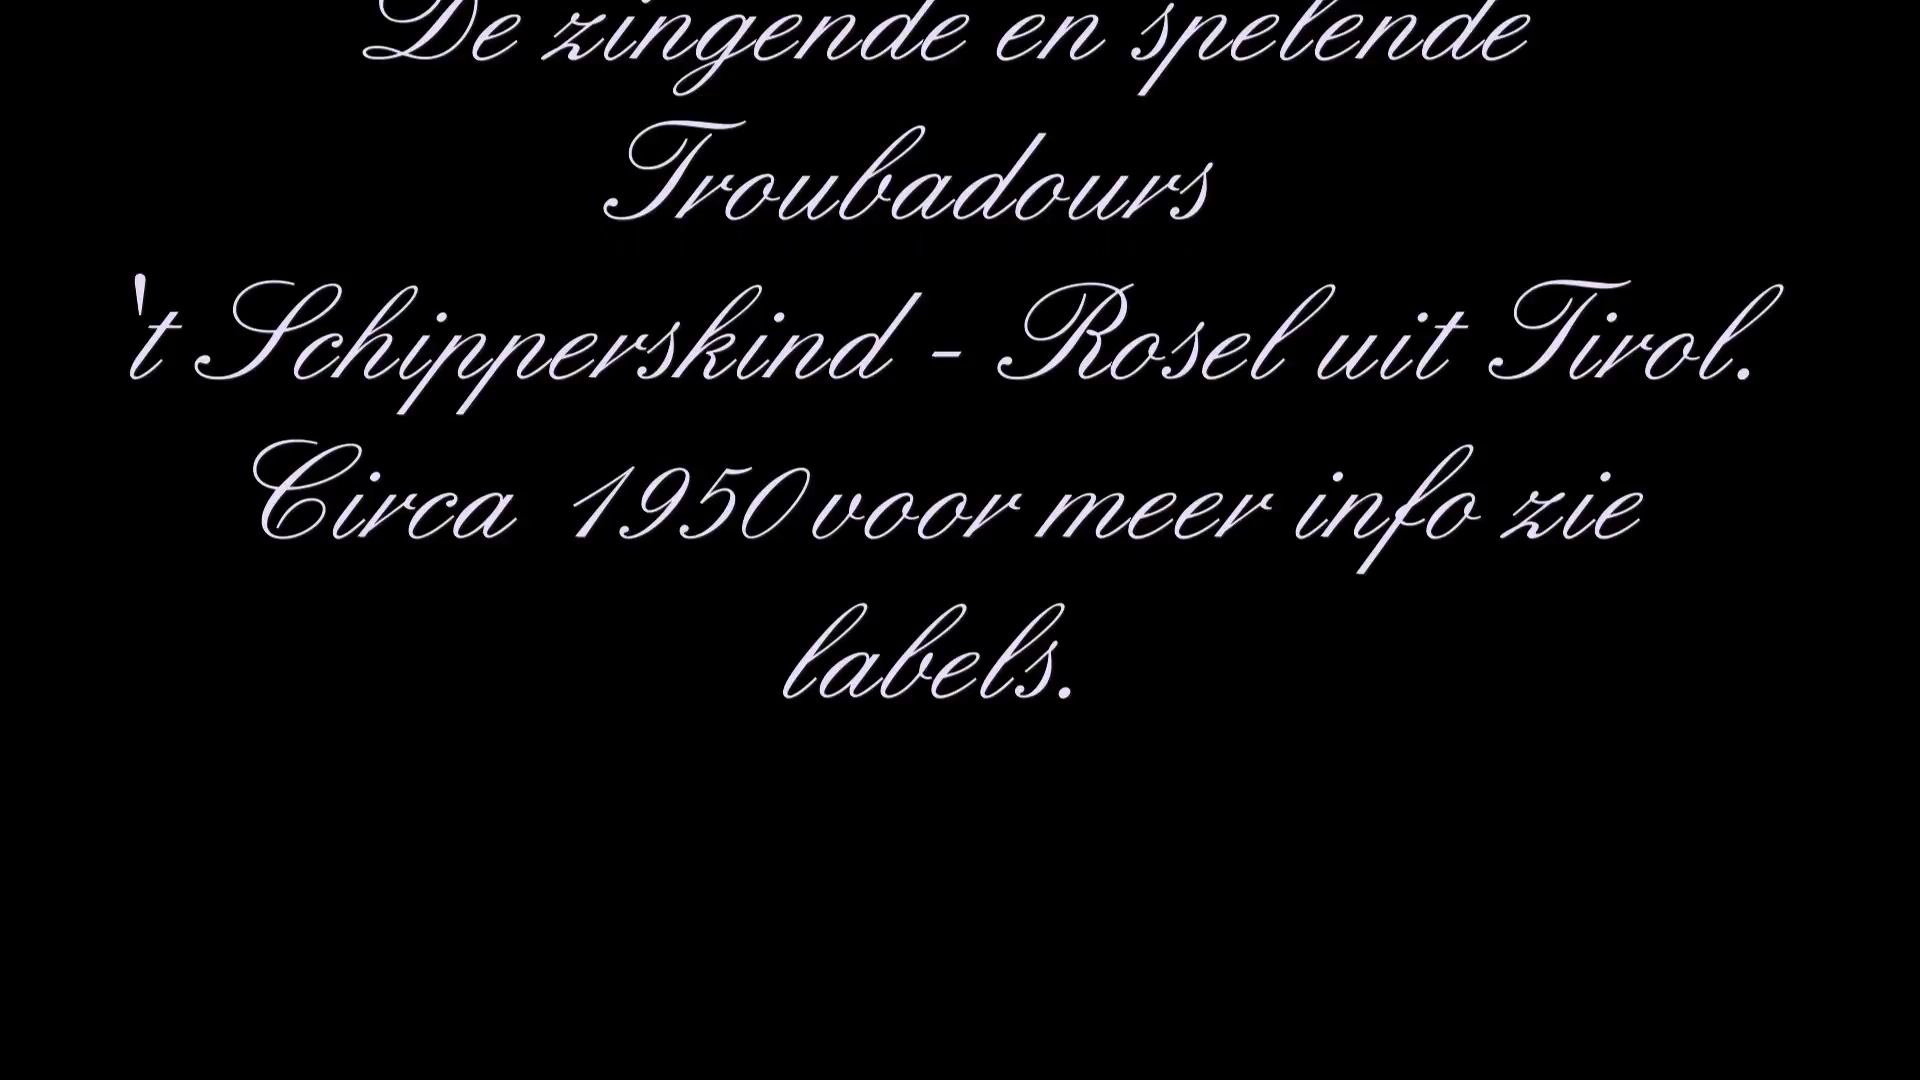 De zingende en spelende
Troubadours
't Schipperskind - Rosel uit Tirol.
Circa 1950 voor meer info zie
labels.